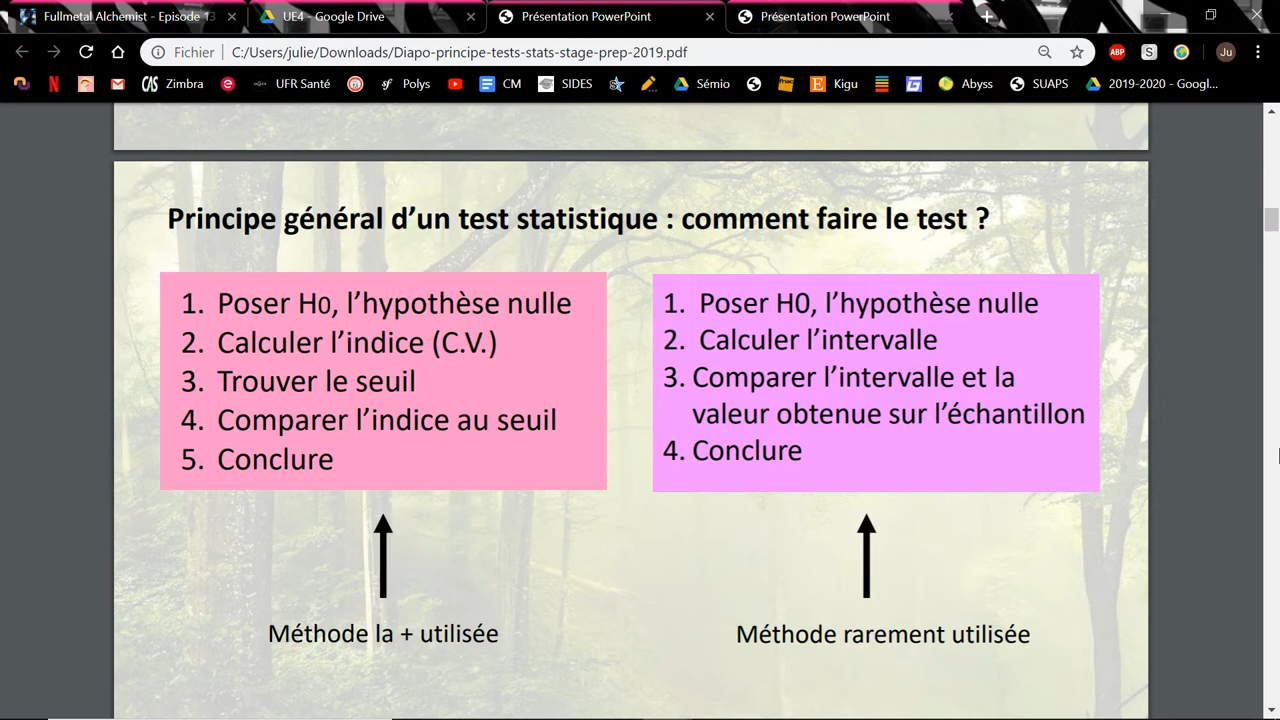 Fullmetal Alchemist - Episode 13
UE4 - Google Drive
Présentation PowerPoint
Présentation PowerPoint
Fichier
C:/Users/julie/Downloads/Diapo-principe-tests-stats-stage-prep-2019.pdf
ABP
S
Ju
Zimbra
UFR Santé
Polys
CM
SIDES
Sémio
Kigu
Abyss
SUAPS
2019-2020 - Googl...
Principe général d’un test statistique : comment faire le test ?
1. Poser H0, l’hypothèse nulle
2. Calculer l’indice (C.V.)
3. Trouver le seuil
4. Comparer l’indice au seuil
5. Conclure
1. Poser H0, l’hypothèse nulle
2. Calculer l’intervalle
3. Comparer l’intervalle et la
valeur obtenue sur l’échantillon
4. Conclure
Méthode la + utilisée
Méthode rarement utilisée